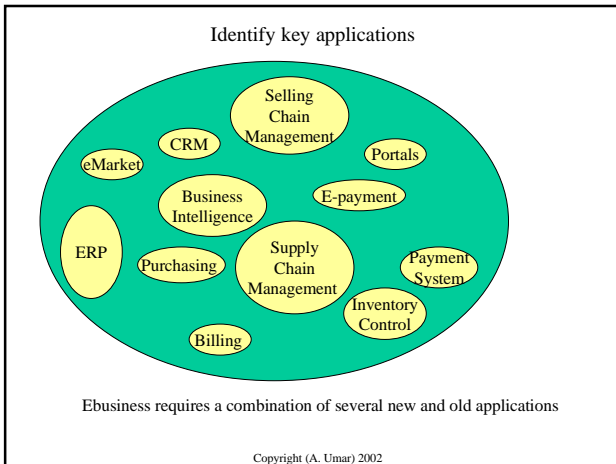 Identify key applications
Selling
Chain
Management
CRM
eMarket
Portals
Business
Intelligence
E-payment
ERP
Purchasing
Supply
Chain
Management
Payment
System
Inventory
Control
Billing
Ebusiness requires a combination of several new and old applications
Copyright (A. Umar) 2002